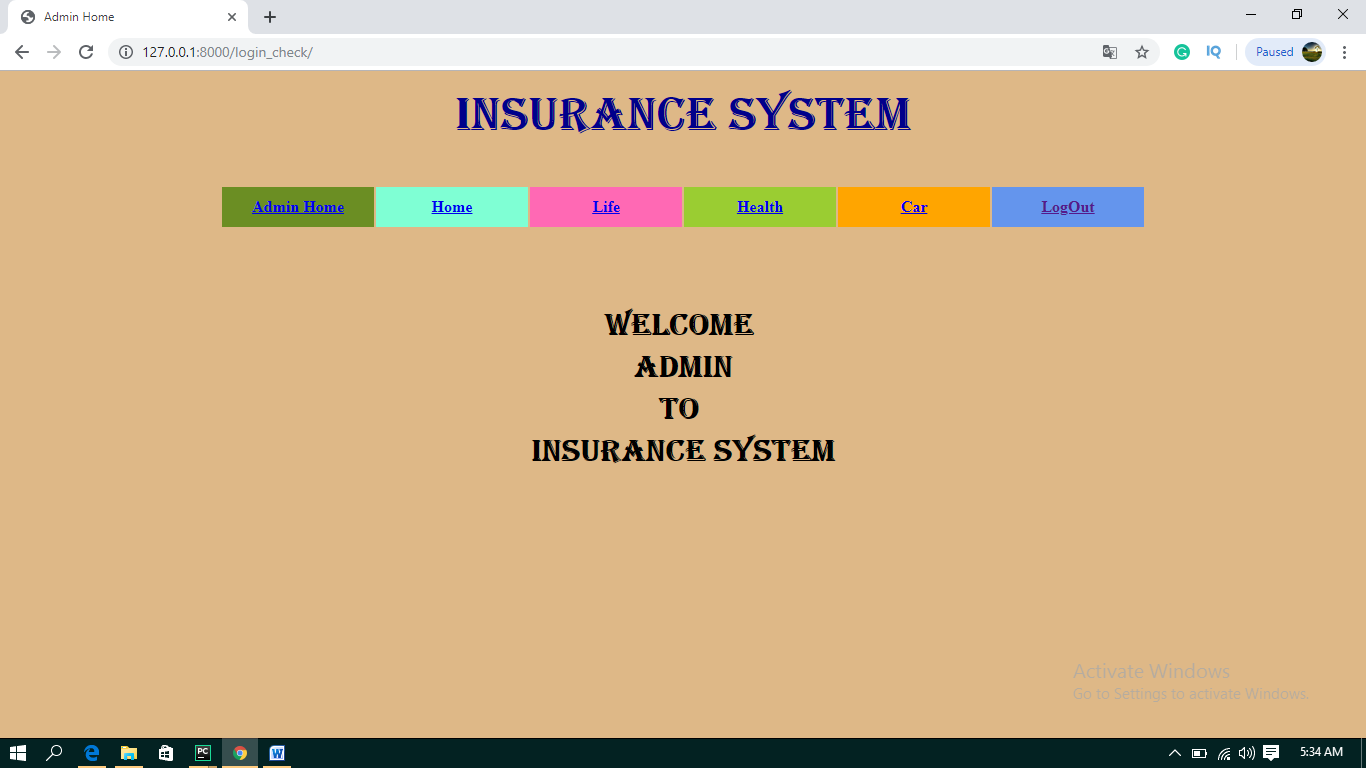 Admin Home
127.0.0.1:8000/login_check/
Paused
INSURANCE SYSTEM
Admin Home Home Life Health Car LogOut
WELCOME
ADMIN
TO
INSURANCE SYSTEM
Activate Windows
Go to Settings to activate Windows.
5:34 AM